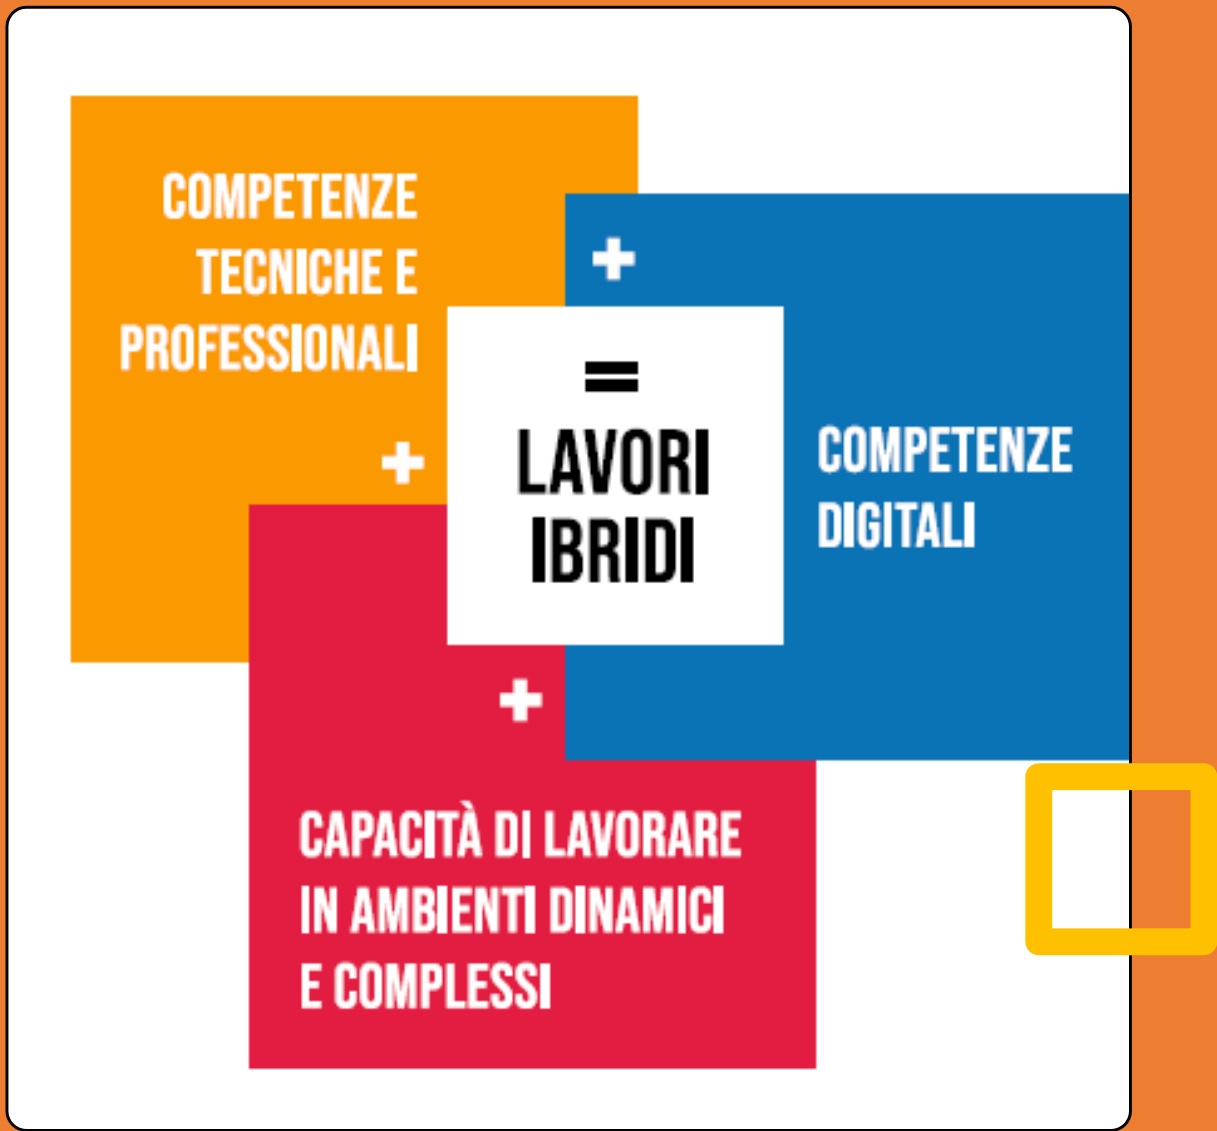 COMPETENZE
TECNICHE E
PROFESSIONALI
+
+
=
LAVORI
IBRIDI
COMPETENZE
DIGITALI
+
CAPACITÀ DI LAVORARE
IN AMBIENTI DINAMICI
E COMPLESSI